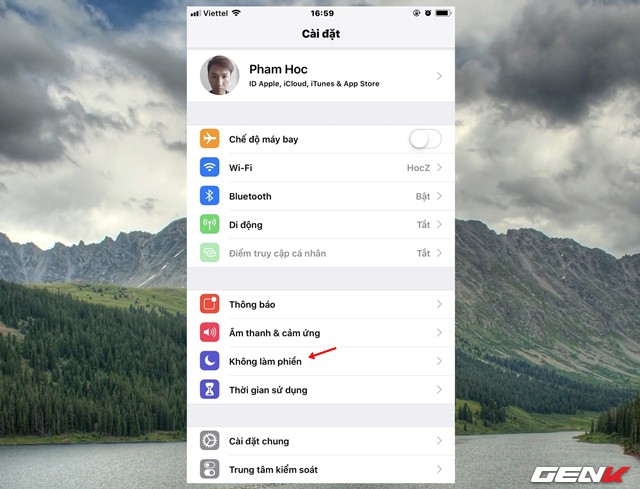 Viettel 16:59
Cài đặt
Pham Hoc
ID Apple, iCloud, iTunes & App Store
Chế độ máy bay
Wi-Fi HocZ
Bluetooth Bật
Di động Tắt
Điểm truy cập cá nhân Tắt
Thông báo
Âm thanh & cảm ứng
Không làm phiền
Thời gian sử dụng
Cài đặt chung
Trung tâm kiểm soát
GENK